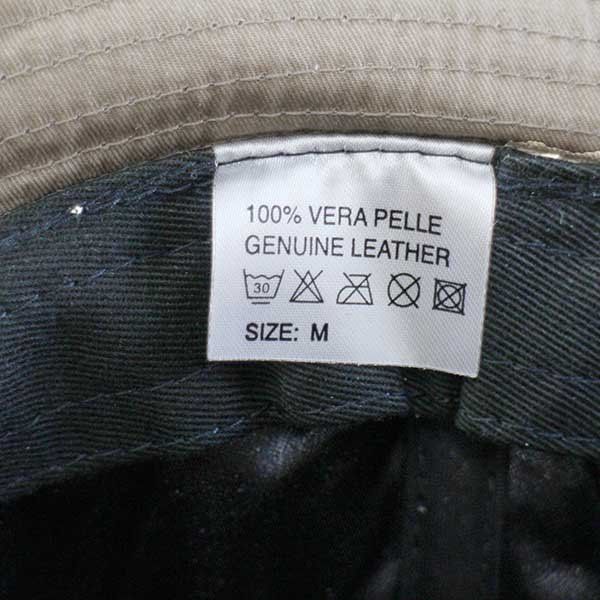 100% VERA PELLE
GENUINE LEATHER
30
SIZE: M